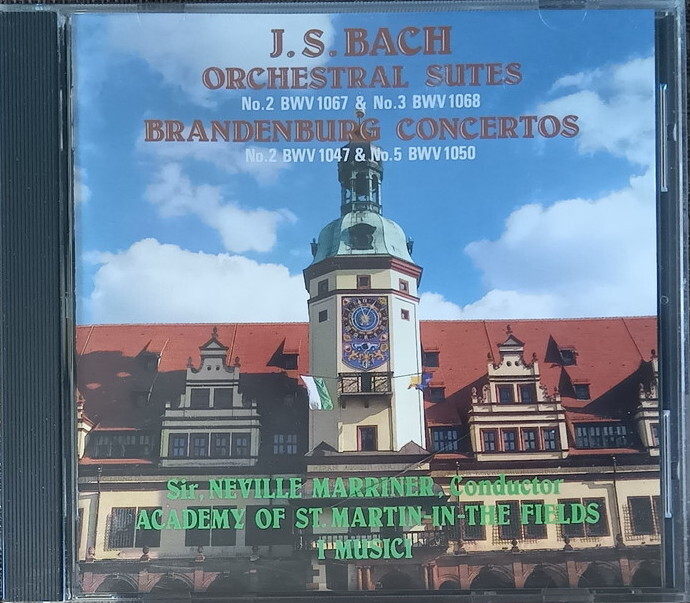 J. S. BACH
ORCHESTRAL SUTES
No.2 BWV 1067 & No.3 BWV 1068
BRANDENBURG CONCERTOS
No.2 BWV 1047 & No.5 BWV 1050
Sir, NEVILLE MARRINER, Conductor
ACADEMY OF ST. MARTIN-IN-THE FIELDS
I MUSICI